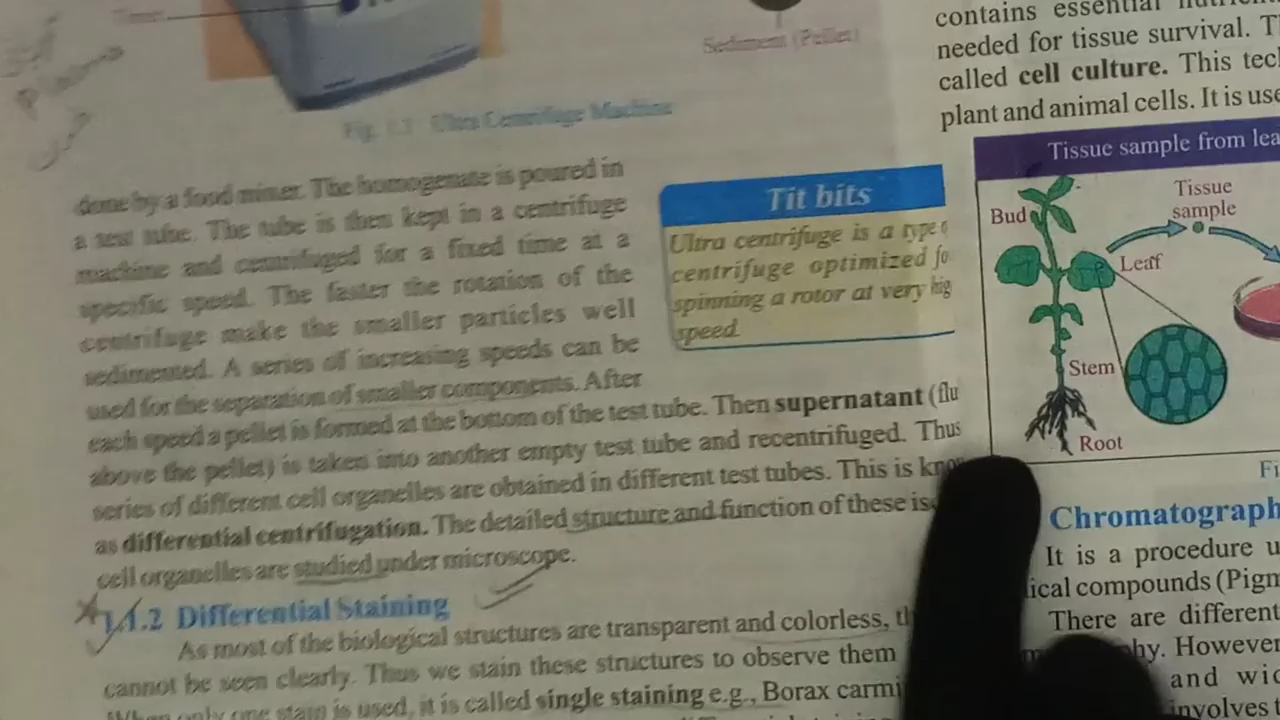 Sediment (Pellet)
Fig. 1.1 Ultra Centrifuge Machine
done by a food mixer. The homogenate is poured in
a test tube. The tube is then kept in a centrifuge
machine and centrifuged for a fixed time at a
specific speed. The faster the rotation of the
centrifuge make the smaller particles well
sedimented. A series of increasing speeds can be
used for the separation of smaller components. After
each speed a pellet is formed at the bottom of the test tube. Then supernatant (flu
above the pellet) is taken into another empty test tube and recentrifuged. Thus
series of different cell organelles are obtained in different test tubes. This is kno
as differential centrifugation. The detailed structure and function of these is
cell organelles are studied under microscope.
Tit bits
Ultra centrifuge is a type o
centrifuge optimized fo
spinning a rotor at very hig
speed.
1.1.2 Differential Staining
As most of the biological structures are transparent and colorless, th
cannot be seen clearly. Thus we stain these structures to observe them
When only one stain is used, it is called single staining e.g., Borax carmi
contains essential nutrien
needed for tissue survival. T
called cell culture. This tec
plant and animal cells. It is use
Tissue sample from lea
Bud
Tissue
sample
Leaf
Stem
Root
Fi
Chromatograph
It is a procedure u
ical compounds (Pigm
There are different
hy. However
and wid
involves t